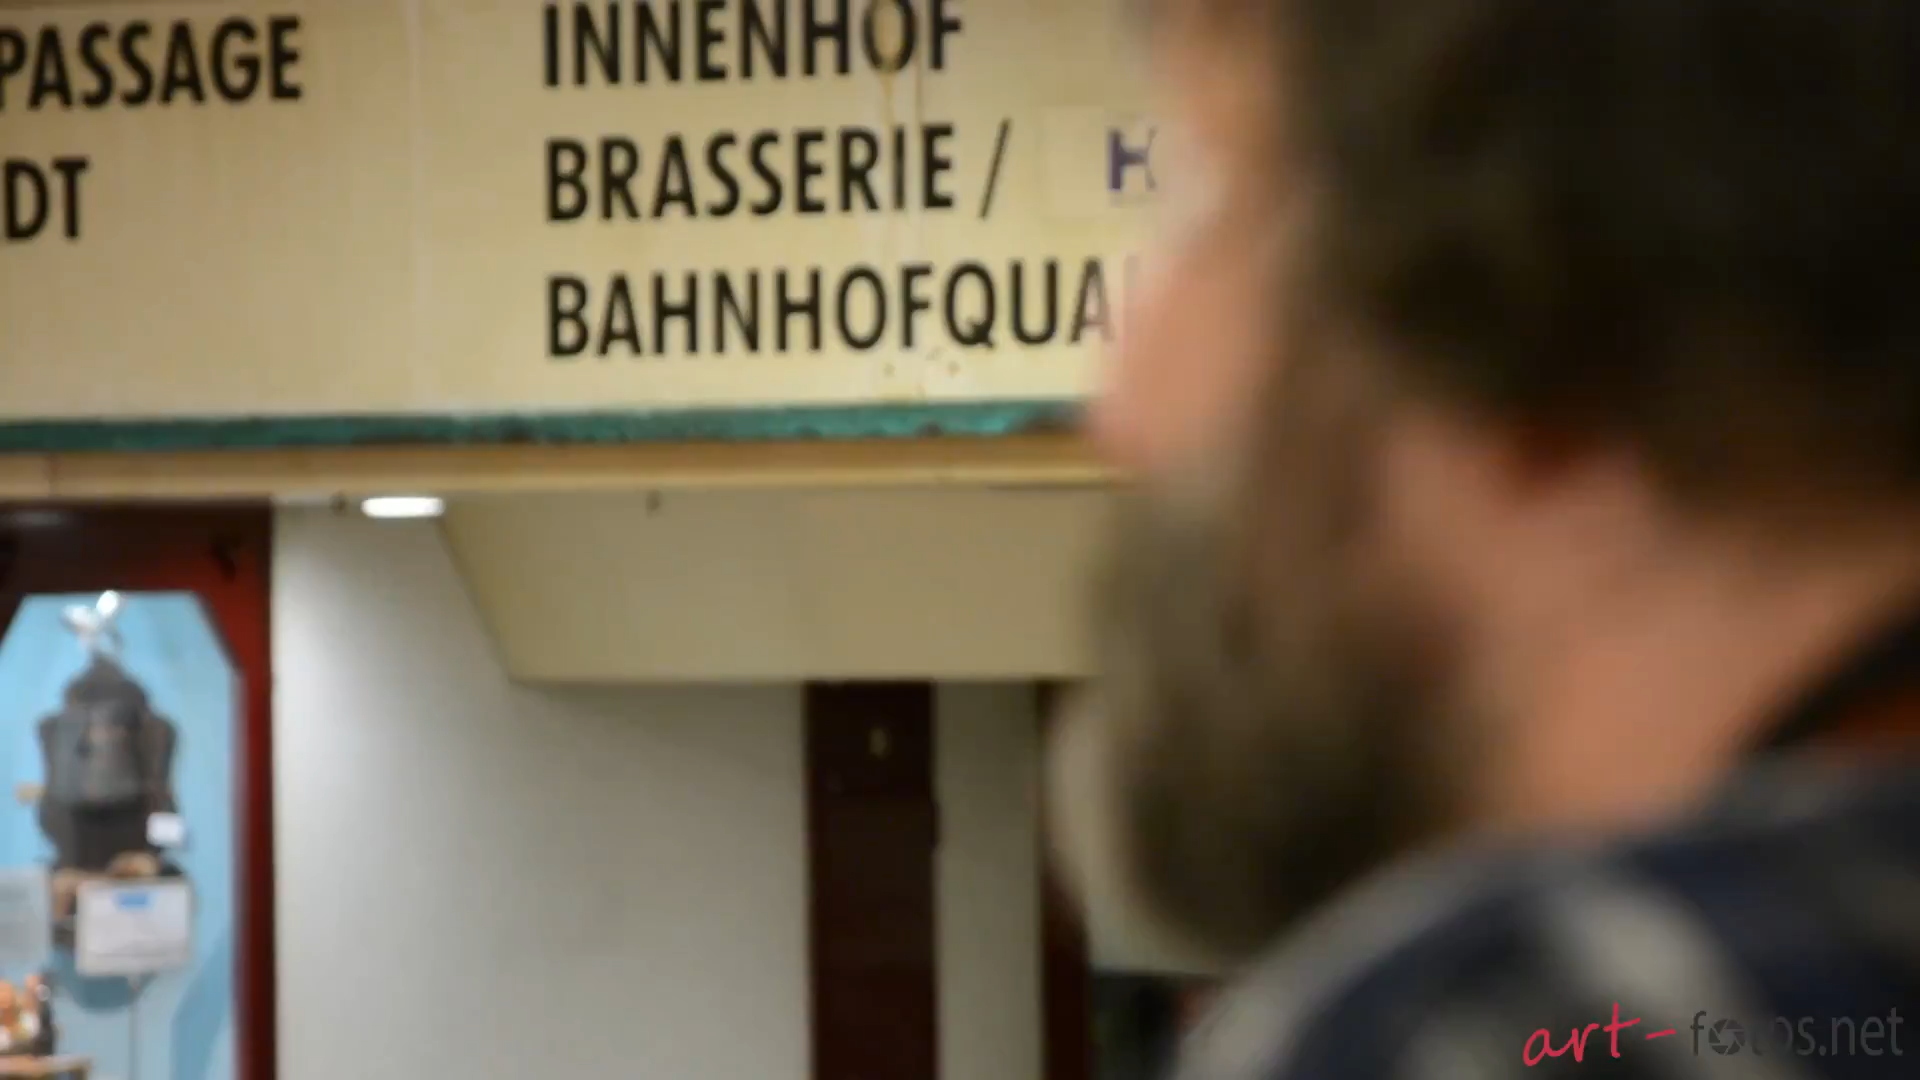 PASSAGE
DT
INNENHOF
BRASSERIE / H
BAHNHOFQUA
art-fotos.net